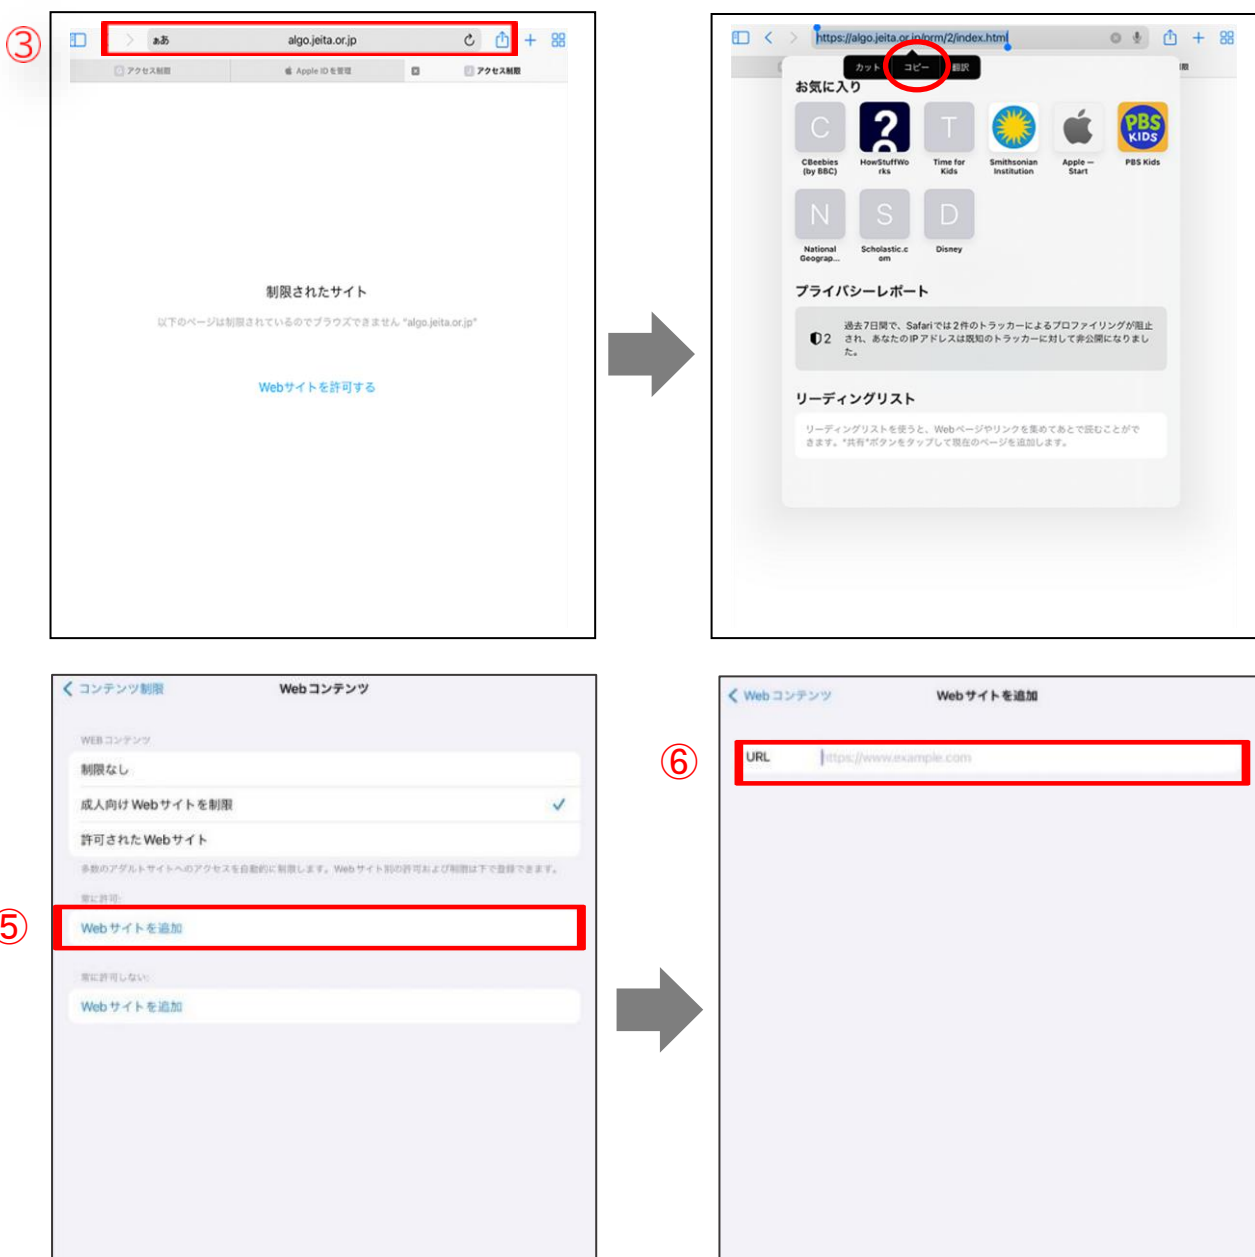 ③
ぁあ
algo.jeita.or.jp
アクセス制限
Apple ID を管理
アクセス制限
制限されたサイト
以下のページは制限されているのでブラウズできません "algo.jeita.or.jp"
Webサイトを許可する
https://algo.jeita.or.jp/prm/2/index.html
カット
コピー
翻訳
お気に入り
C
?
T
PBS
KIDS
CBeebies
(by BBC)
HowStuffWo
rks
Time for
Kids
Smithsonian
Institution
Apple —
Start
PBS Kids
N
S
D
National
Geograp...
Scholastic.c
om
Disney
プライバシーレポート
2
過去7日間で、Safariでは2件のトラッカーによるプロファイリングが阻止
され、あなたのIPアドレスは既知のトラッカーに対して非公開になりまし
た。
リーディングリスト
リーディングリストを使うと、Webページやリンクを集めてあとで読むことがで
きます。"共有"ボタンをタップして現在のページを追加します。
コンテンツ制限
Webコンテンツ
WEBコンテンツ
制限なし
成人向けWebサイトを制限
許可されたWebサイト
多数のアダルトサイトへのアクセスを自動的に制限します。Webサイト別の許可および制限は下で登録できます。
常に許可:
⑤
Webサイトを追加
常に許可しない:
Webサイトを追加
Webコンテンツ
Webサイトを追加
⑥
URL
https://www.example.com